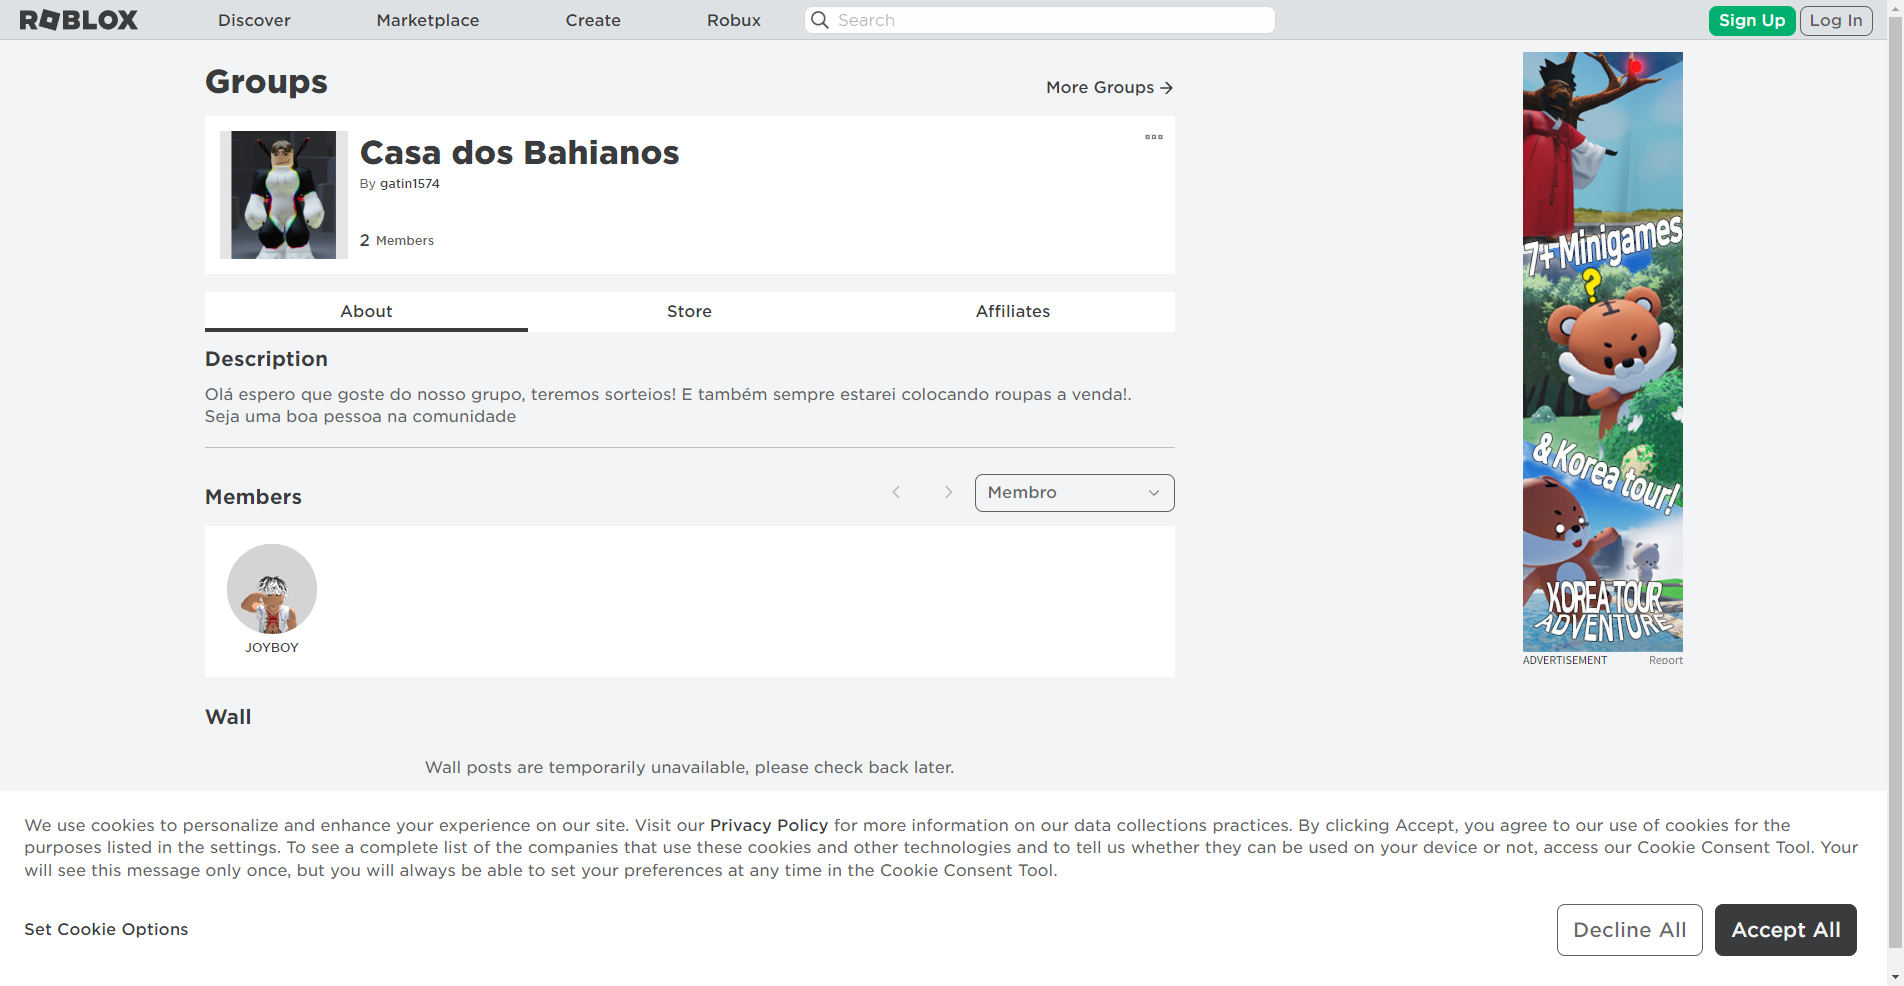 ROBLOX
Discover
Marketplace
Create
Robux
Search
Sign Up
Log In
Groups
More Groups
Casa dos Bahianos
By gatin1574
2 Members
About
Store
Affiliates
Description
Olá espero que goste do nosso grupo, teremos sorteios! E também sempre estarei colocando roupas a venda!.
Seja uma boa pessoa na comunidade
Members
Membro
JOYBOY
Wall
Wall posts are temporarily unavailable, please check back later.
7+ Minigames
?
& Korea tour!
KOREA TOUR
ADVENTURE
ADVERTISEMENT
Report
We use cookies to personalize and enhance your experience on our site. Visit our Privacy Policy for more information on our data collections practices. By clicking Accept, you agree to our use of cookies for the
purposes listed in the settings. To see a complete list of the companies that use these cookies and other technologies and to tell us whether they can be used on your device or not, access our Cookie Consent Tool. Your
will see this message only once, but you will always be able to set your preferences at any time in the Cookie Consent Tool.
Set Cookie Options
Decline All
Accept All